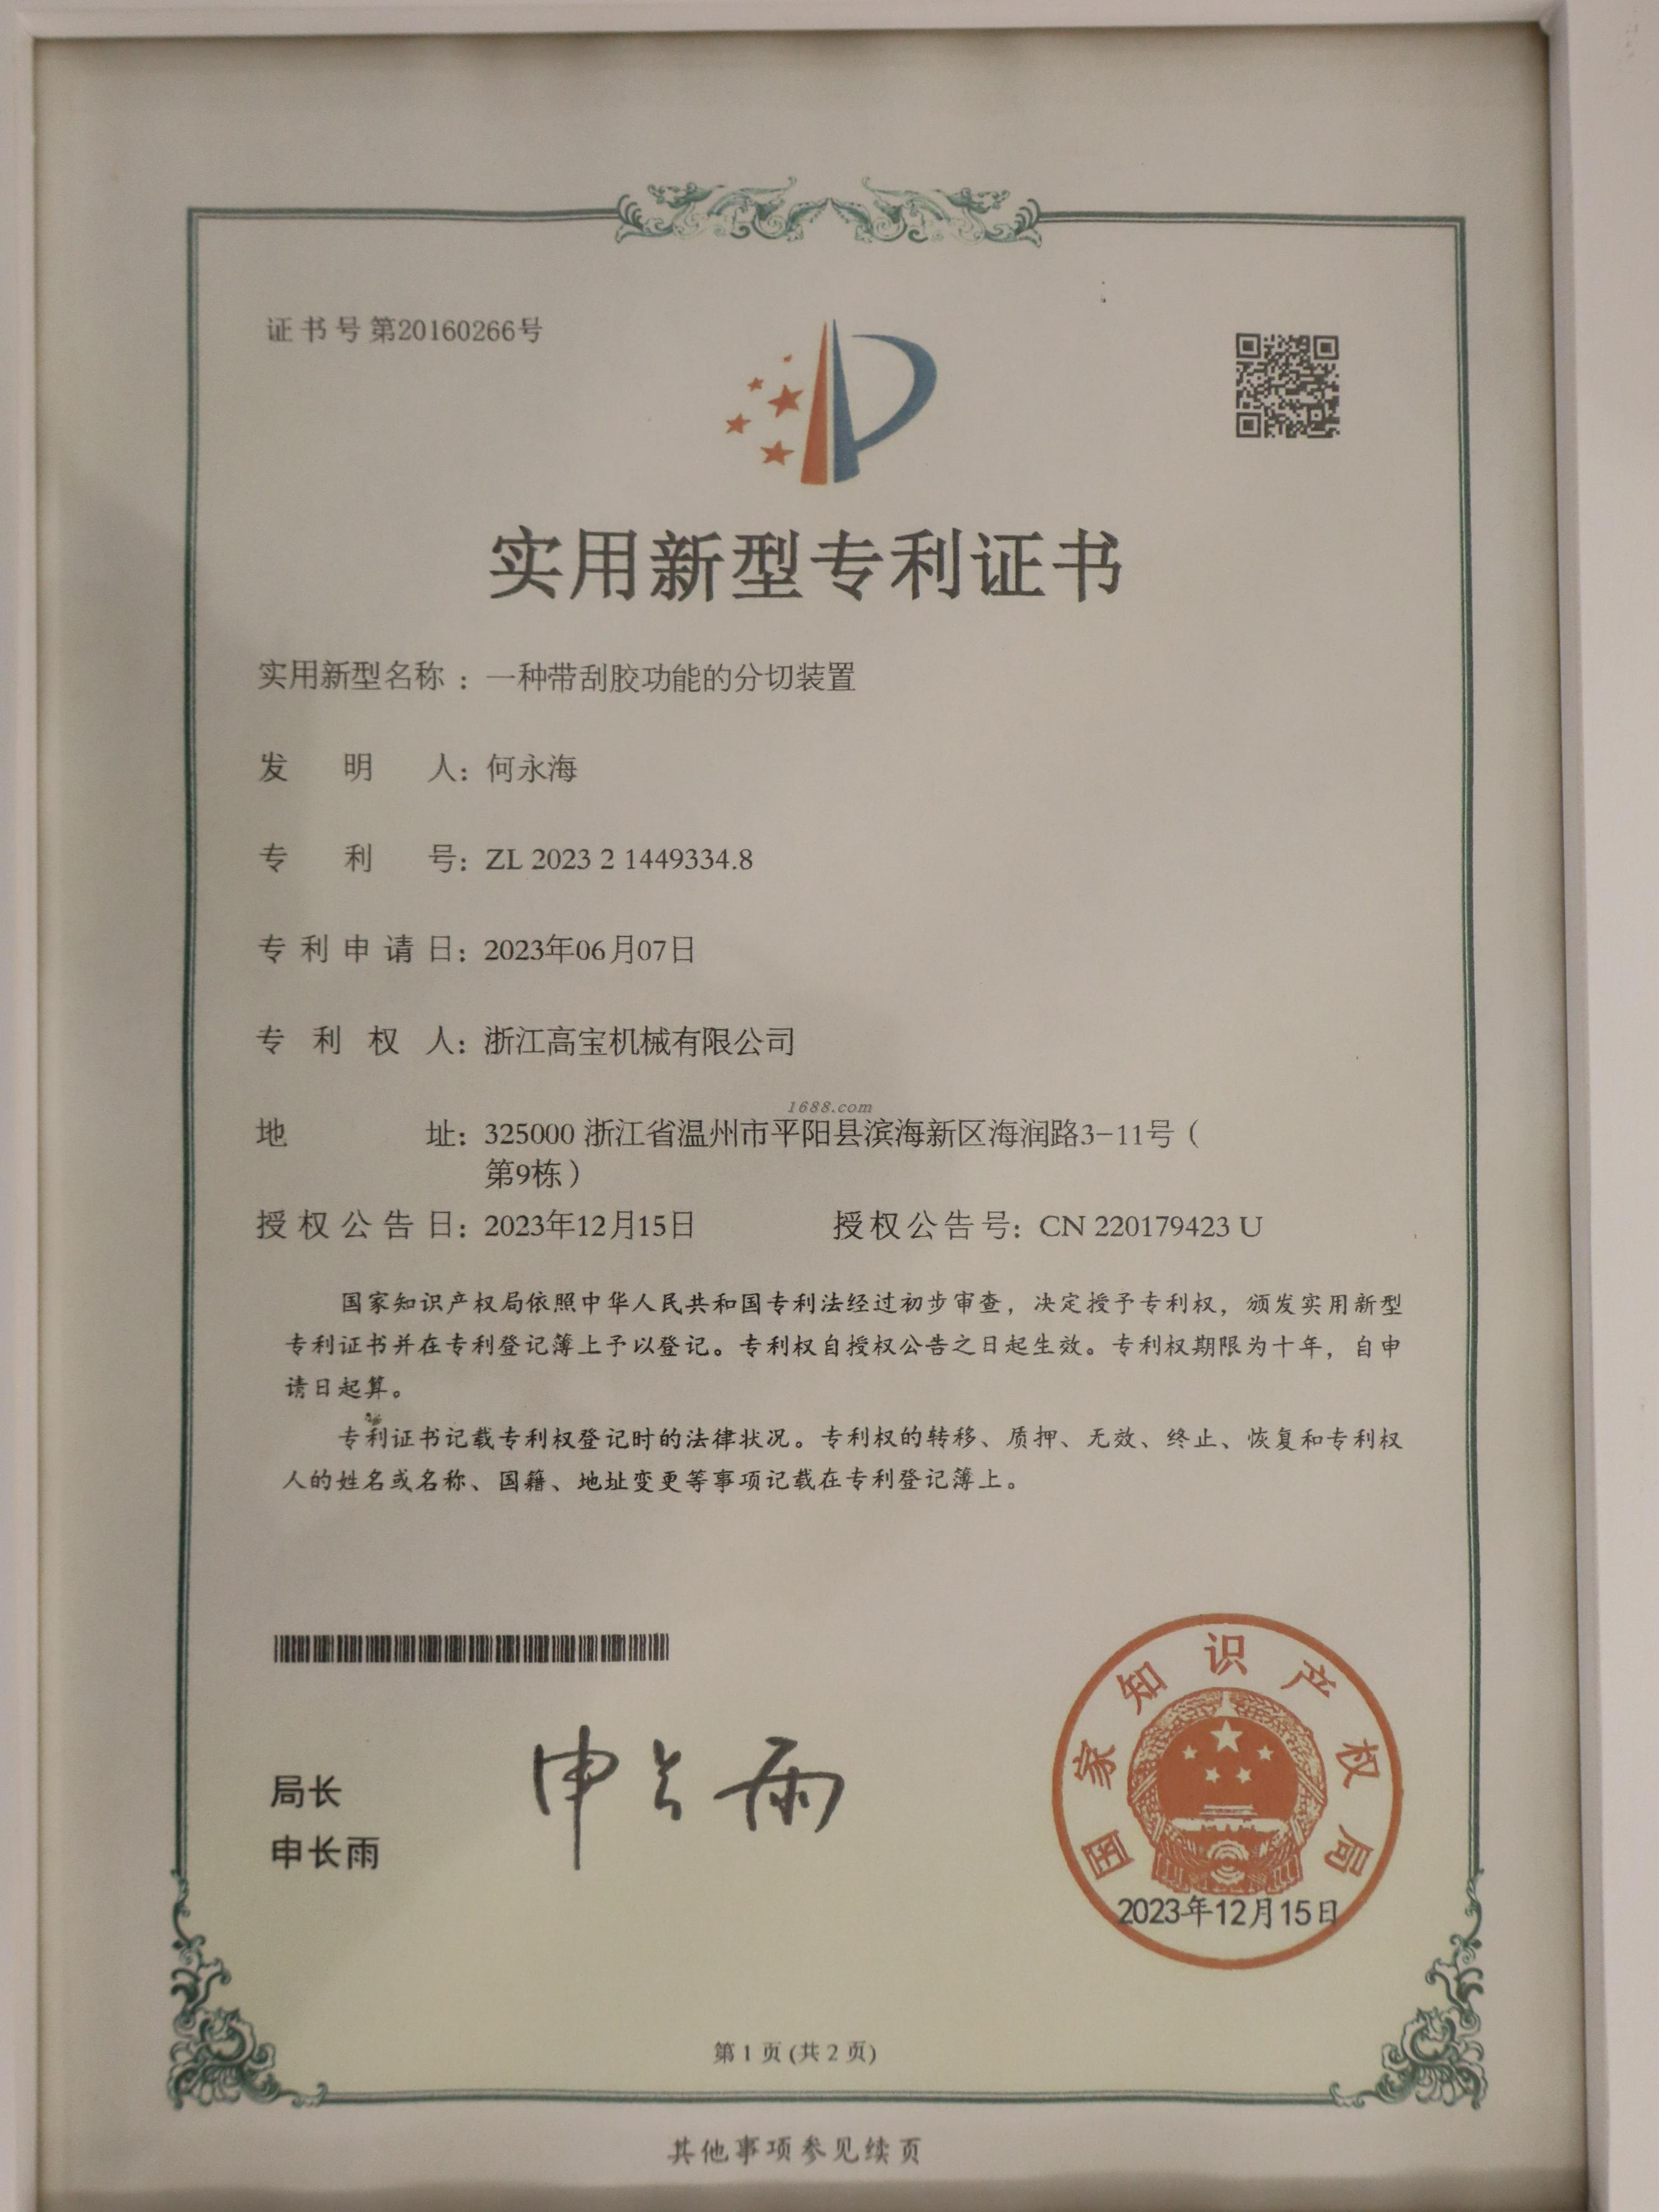 证书号第20160266号
实用新型专利证书
实用新型名称：一种带刮胶功能的分切装置
发明人：何永海
专利号：ZL 2023 2 1449334.8
专利申请日：2023年06月07日
专利权人：浙江高宝机械有限公司
1688.com
地址：325000 浙江省温州市平阳县滨海新区海润路3-11号（
第9栋）
授权公告日：2023年12月15日 授权公告号：CN 220179423 U
国家知识产权局依照中华人民共和国专利法经过初步审查，决定授予专利权，颁发实用新型
专利证书并在专利登记簿上予以登记。专利权自授权公告之日起生效。专利权期限为十年，自申
请日起算。
专利证书记载专利权登记时的法律状况。专利权的转移、质押、无效、终止、恢复和专利权
人的姓名或名称、国籍、地址变更等事项记载在专利登记簿上。
局长
申长雨
申长雨
国家知识产权局
2023年12月15日
第1页(共2页)
其他事项参见续页